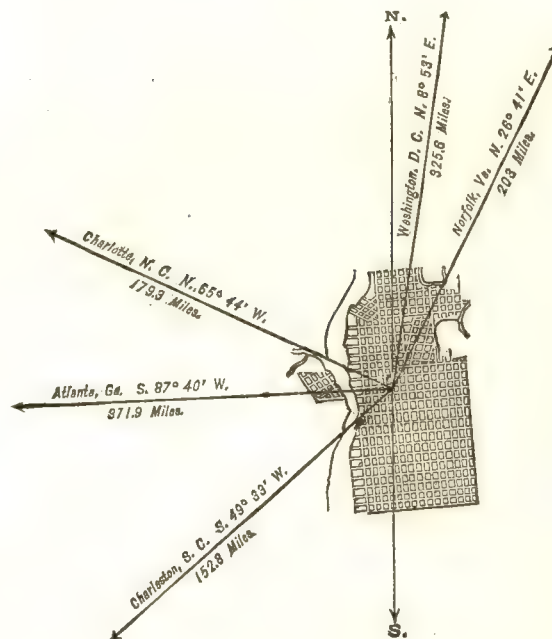 N.
Washington, D. C. N. 8° 53' E.
325.6 Miles.
Norfolk, Va. N. 26° 41' E.
203 Miles.
Charlotte, N. C. N. 65° 44' W.
179.3 Miles.
Atlanta, Ga. S. 87° 40' W.
371.9 Miles.
Charleston, S. C. S. 49° 33' W.
152.8 Miles.
S.